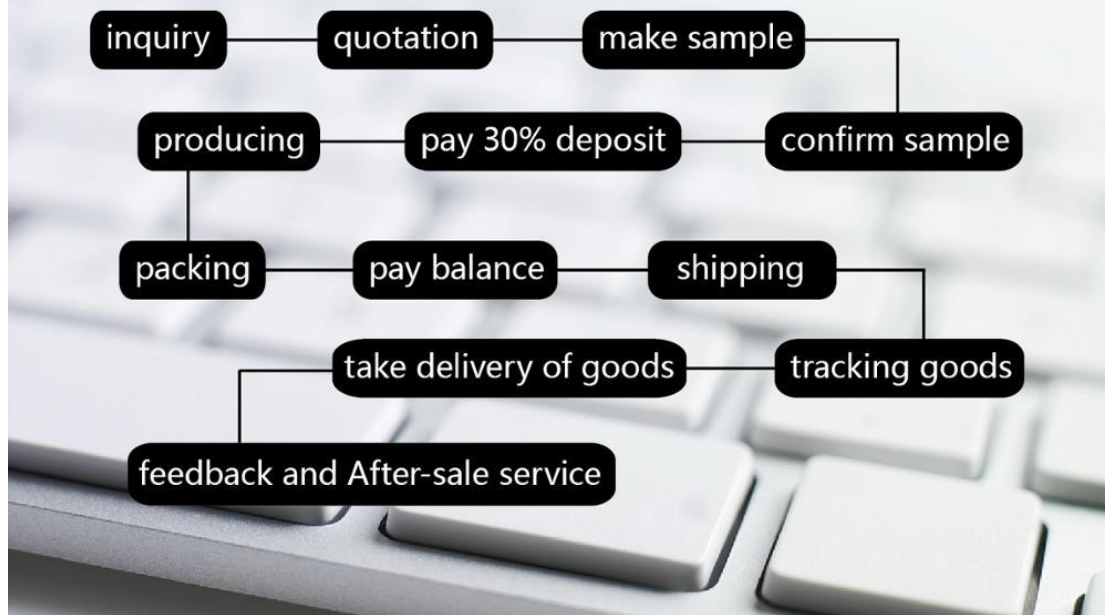 inquiry quotation make sample
confirm sample pay 30% deposit producing
packing pay balance shipping
tracking goods take delivery of goods
feedback and After-sale service